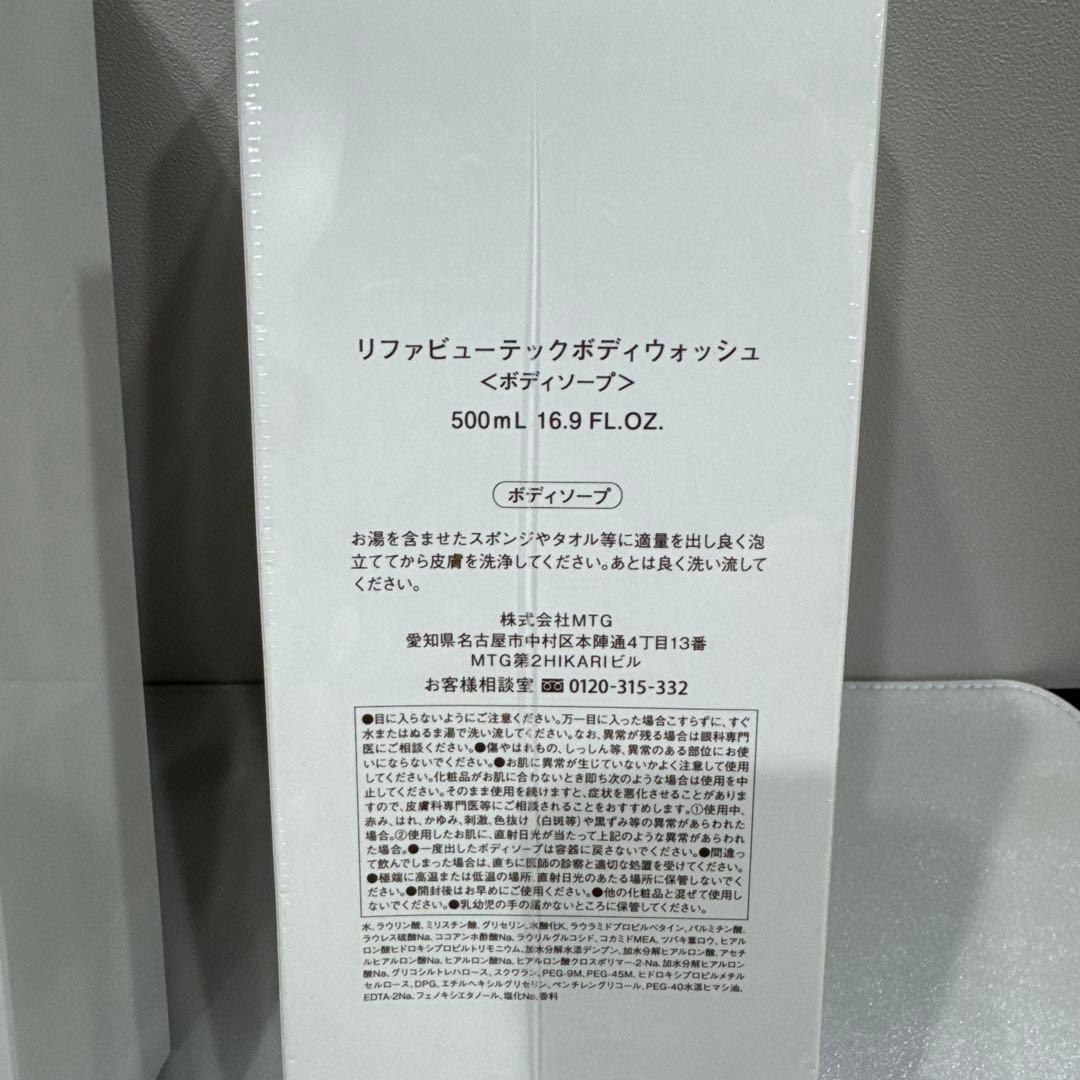 リファビューテックボディウォッシュ
<ボディソープ>
500mL 16.9 FL.OZ.
ボディソープ
お湯を含ませたスポンジやタオル等に適量を出し良く泡
立ててから皮膚を洗浄してください。あとは良く洗い流して
ください。
株式会社MTG
愛知県名古屋市中村区本陣通4丁目13番
MTG第2HIKARIビル
お客様相談室 0120-315-332
●目に入らないようにご注意ください。万一目に入った場合こすらずに、すぐ
水またはぬるま湯で洗い流してください。なお、異常が残る場合は眼科専門
医にご相談ください。●傷やはれもの、しっしん等、異常のある部位にお使
いにならないでください。●お肌に異常が生じていないかよく注意して使用
してください。化粧品がお肌に合わないとき即ち次のような場合は使用を中
止してください。そのまま使用を続けますと、症状を悪化させることがありま
すので、皮膚科専門医等にご相談されることをおすすめします。①使用中、
赤み、はれ、かゆみ、刺激、色抜け(白斑等)や黒ずみ等の異常があらわれた
場合。②使用したお肌に、直射日光が当たって上記のような異常があらわれ
た場合。●一度出したボディソープは容器に戻さないでください。●間違っ
て飲んでしまった場合は、直ちに医師の診察と適切な処置を受けてください。
●極端に高温または低温の場所、直射日光のあたる場所に保管しないでく
ださい。●開封後はお早めにご使用ください。●他の化粧品と混ぜて使用し
ないでください。●乳幼児の手の届かないところに保管してください。
水、ラウリン酸、ミリスチン酸、グリセリン、水酸化K、ラウラミドプロピルベタイン、パルミチン酸、
ラウレス硫酸Na、ココアンホ酢酸Na、ラウリルグルコシド、コカミドMEA、ツバキ葉ロウ、ヒアル
ロン酸ヒドロキシプロピルトリモニウム、加水分解水添デンプン、加水分解ヒアルロン酸、アセチ
ルヒアルロン酸Na、ヒアルロン酸Na、ヒアルロン酸クロスポリマー-2-Na、加水分解ヒアルロン
酸Na、グリコシルトレハロース、スクワラン、PEG-9M、PEG-45M、ヒドロキシプロピルメチル
セルロース、DPG、エチルヘキシルグリセリン、ペンチレングリコール、PEG-40水添ヒマシ油、
EDTA-2Na、フェノキシエタノール、塩化Na、香料